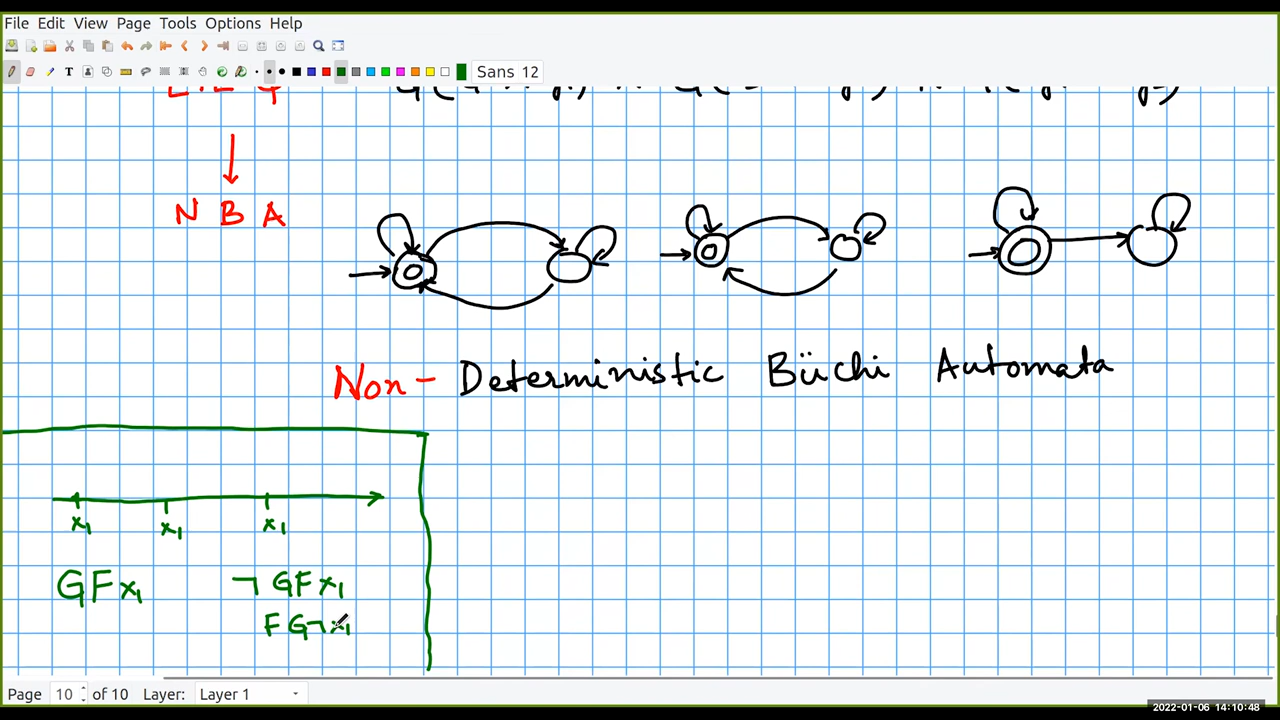 File Edit View Page Tools Options Help
T
Sans 12
N B A
Non- Deterministic Büchi Automata
x₁ x₁ x₁
GFx₁ ¬ GFx₁
FG¬x₁
Page 10 of 10 Layer: Layer 1
2022-01-06 14:10:48